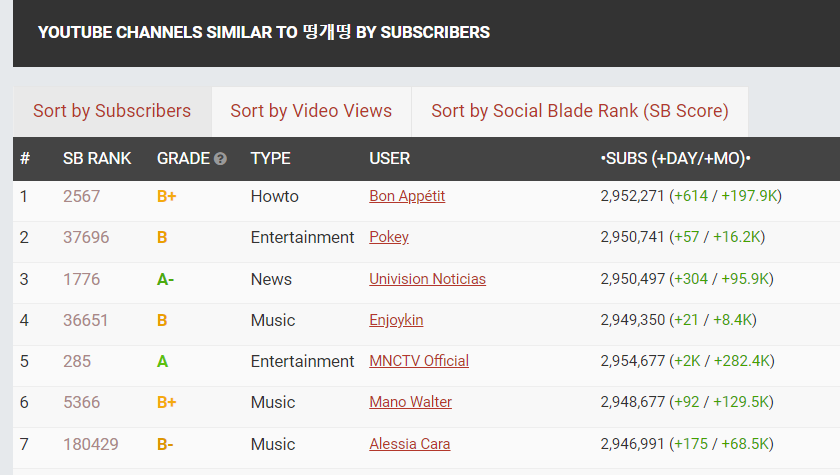 YOUTUBE CHANNELS SIMILAR TO 떵개떵 BY SUBSCRIBERS
Sort by Subscribers Sort by Video Views Sort by Social Blade Rank (SB Score)
# SB RANK GRADE ? TYPE USER •SUBS (+DAY/+MO)•
1 2567 B+ Howto Bon Appétit 2,952,271 (+614 / +197.9K)
2 37696 B Entertainment Pokey 2,950,741 (+57 / +16.2K)
3 1776 A- News Univision Noticias 2,950,497 (+304 / +95.9K)
4 36651 B Music Enjoykin 2,949,350 (+21 / +8.4K)
5 285 A Entertainment MNCTV Official 2,954,677 (+2K / +282.4K)
6 5366 B+ Music Mano Walter 2,948,677 (+92 / +129.5K)
7 180429 B- Music Alessia Cara 2,946,991 (+175 / +68.5K)